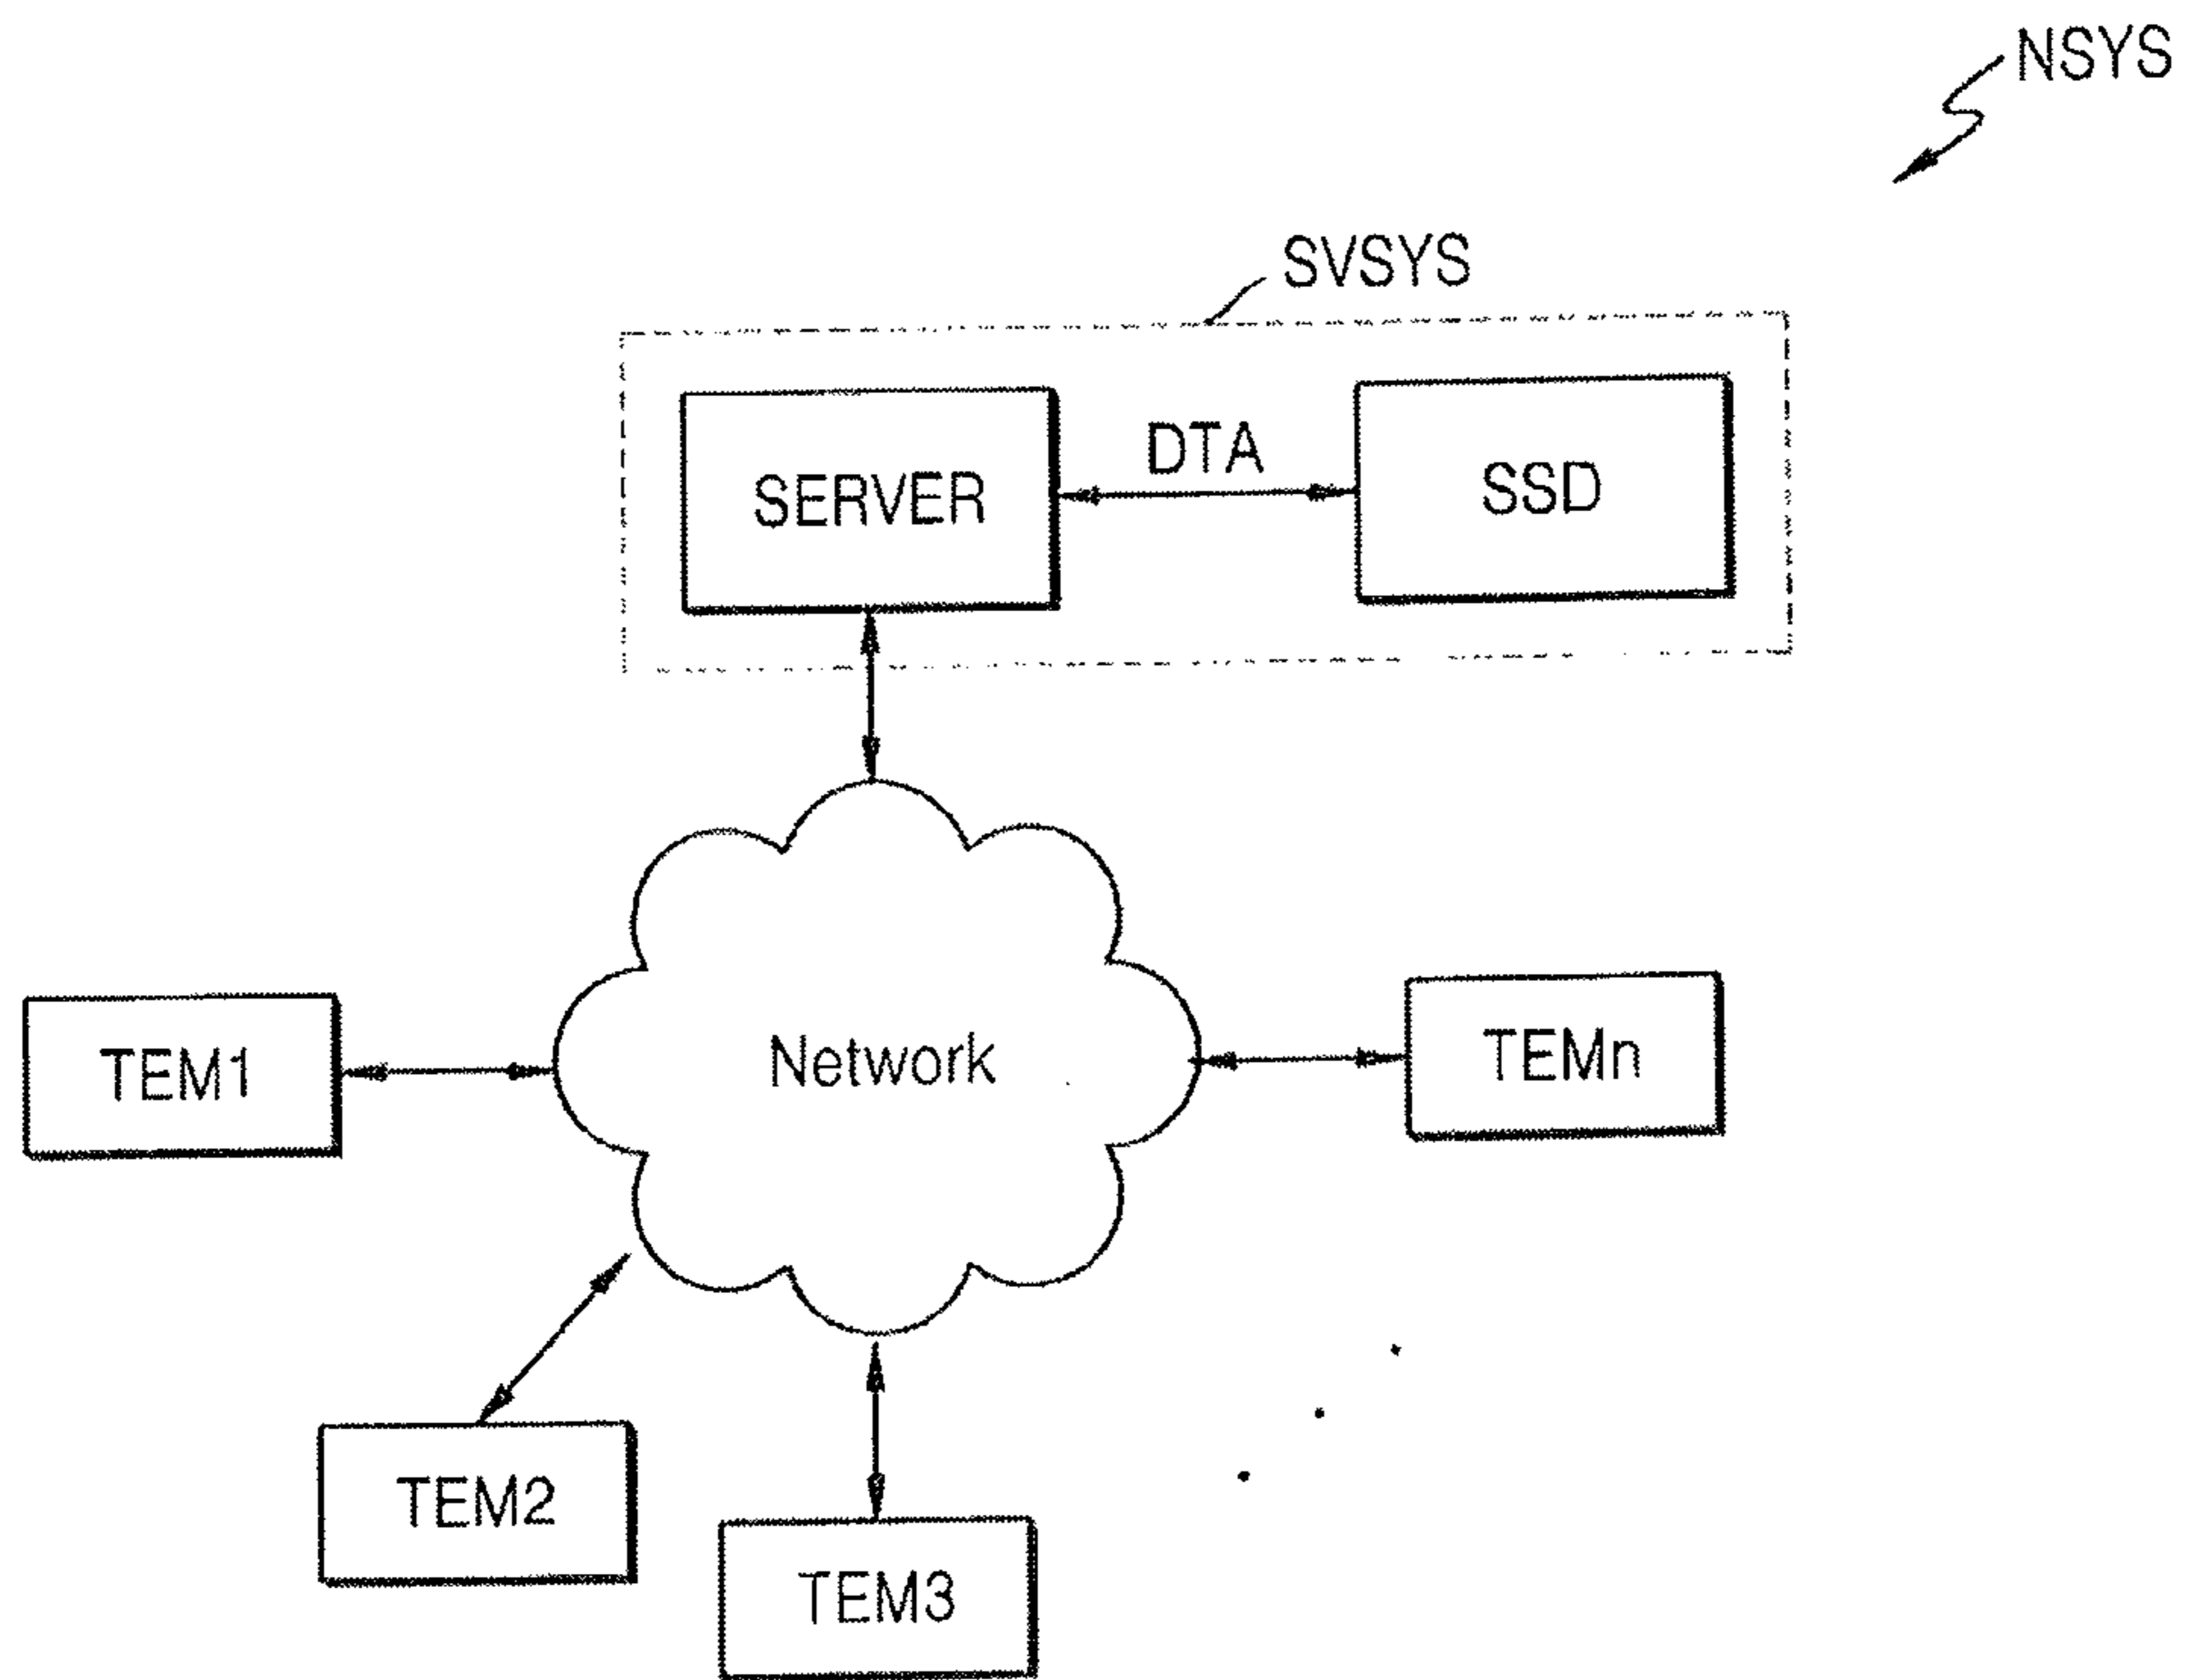 NSYS
SVSYS
SERVER
DTA
SSD
Network
TEM1
TEMn
TEM2
TEM3